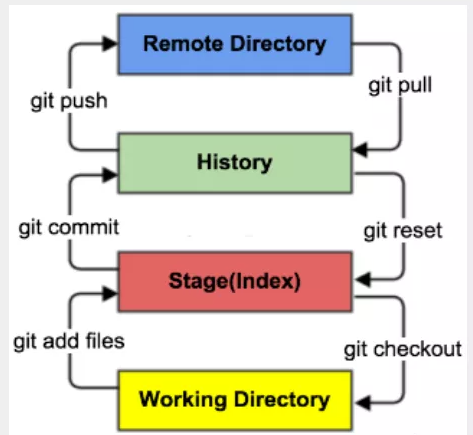 Remote Directory
git push
git pull
History
git commit
git reset
Stage(Index)
git add files
git checkout
Working Directory